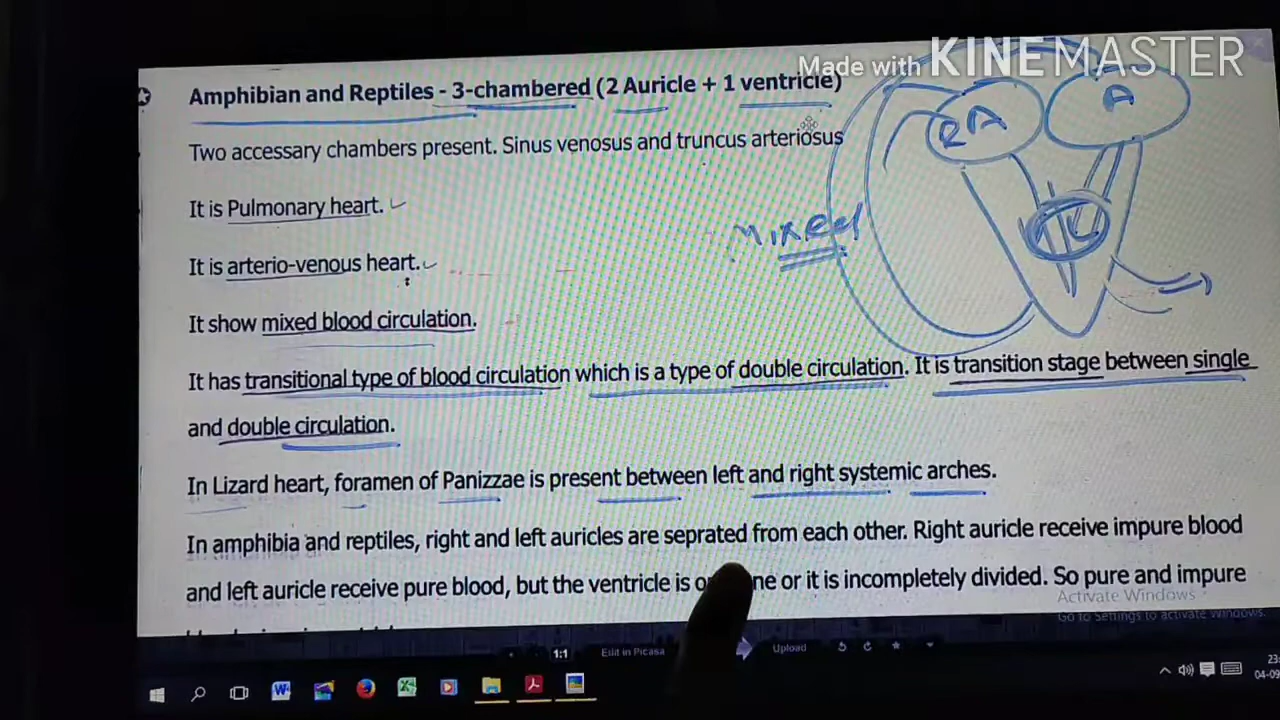 Made with KINEMASTER
Amphibian and Reptiles - 3-chambered (2 Auricle + 1 ventricle)
Two accessary chambers present. Sinus venosus and truncus arteriosus
It is Pulmonary heart.
It is arterio-venous heart.
It show mixed blood circulation.
It has transitional type of blood circulation which is a type of double circulation. It is transition stage between single
and double circulation.
In Lizard heart, foramen of Panizzae is present between left and right systemic arches.
In amphibia and reptiles, right and left auricles are seprated from each other. Right auricle receive impure blood
and left auricle receive pure blood, but the ventricle is or it is incompletely divided. So pure and impure
RA
A
Mixed
Activate Windows
Go to Settings to activate Windows.
1:1
Edit in Picasa
Upload
23
04-09